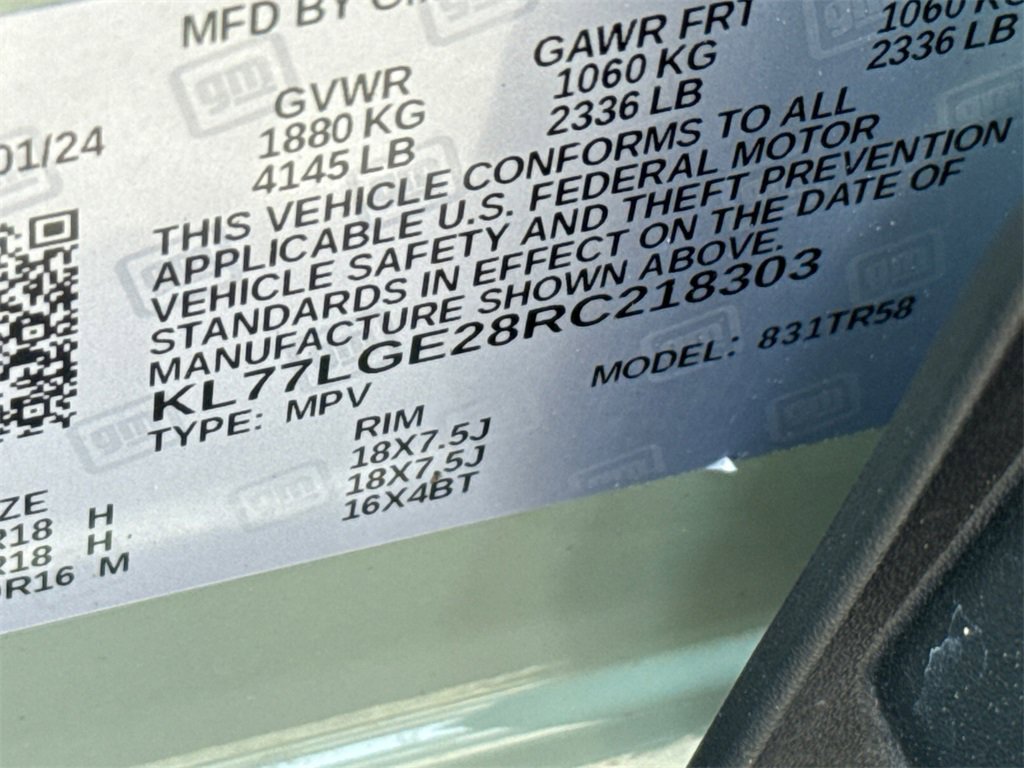 MFD BY
GVWR
1880 KG
4145 LB
GAWR FRT
1060 KG
2336 LB
1060 KG
2336 LB
01/24
THIS VEHICLE CONFORMS TO ALL
APPLICABLE U.S. FEDERAL MOTOR
VEHICLE SAFETY AND THEFT PREVENTION
STANDARDS IN EFFECT ON THE DATE OF
MANUFACTURE SHOWN ABOVE.
KL77LGE28RC218303
TYPE: MPV
MODEL: 831TR58
RIM
18X7.5J
18X7.5J
16X4BT
ZE
R18 H
R18 H
R16 M
gm